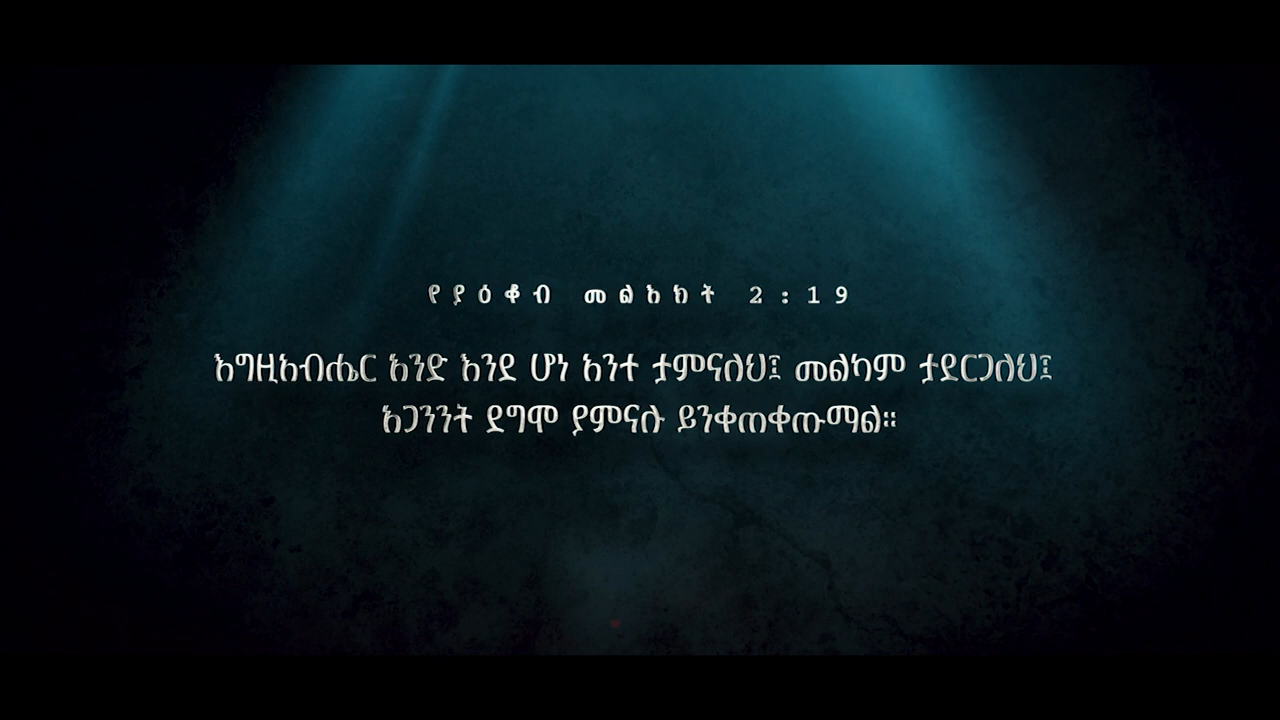 የያዕቆብ መልእክት 2:19
እግዚአብሔር አንድ እንደ ሆነ አንተ ታምናለህ፤ መልካም ታደርጋለህ፤
አጋንንት ደግሞ ያምናሉ ይንቀጠቀጡማል።